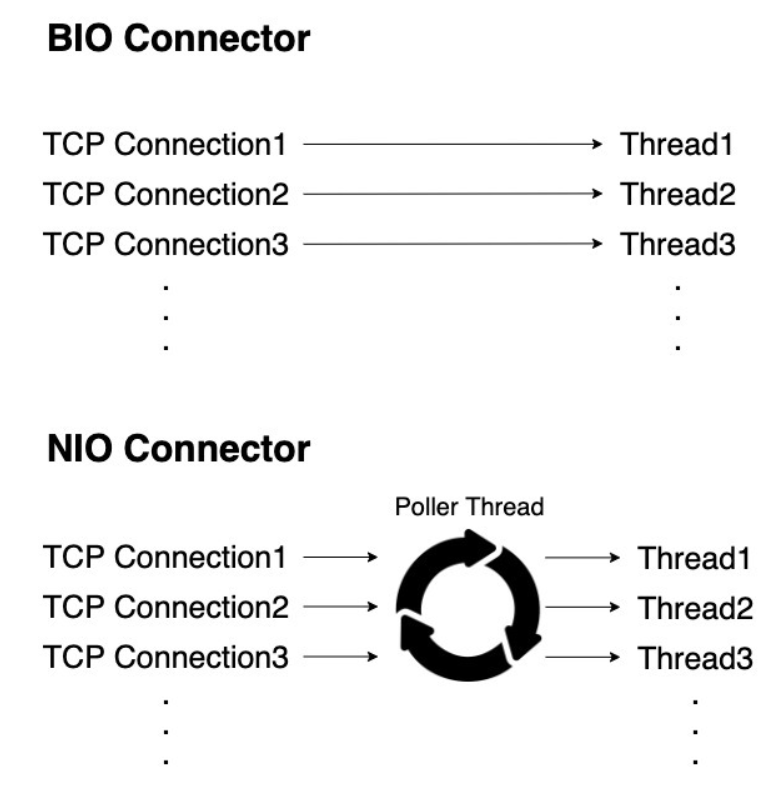 BIO Connector
TCP Connection1 Thread1
TCP Connection2 Thread2
TCP Connection3 Thread3
. .
. .
. .
NIO Connector
Poller Thread
TCP Connection1 Thread1
TCP Connection2 Thread2
TCP Connection3 Thread3
. .
. .
. .